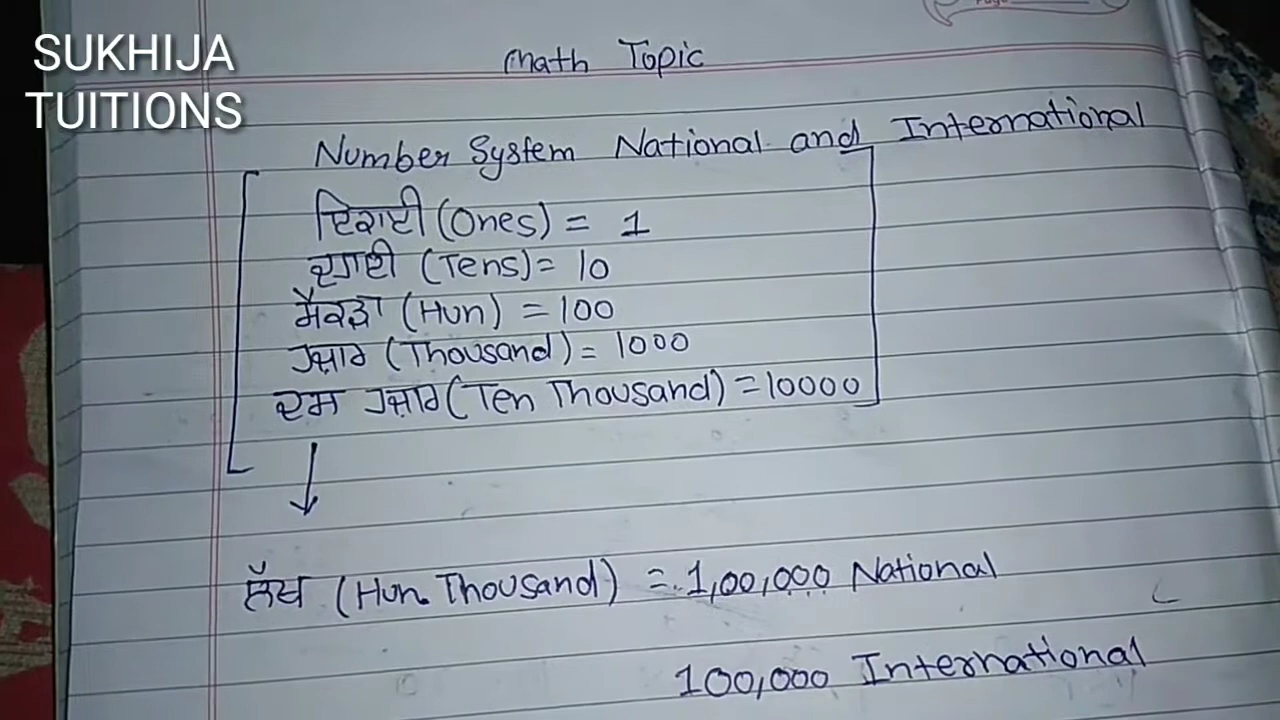 SUKHIJA
TUITIONS
Math Topic
Number System National and International
ਇਕਾਈ (Ones) = 1
ਦਹਾਈ (Tens) = 10
ਸੈਕੜਾ (Hun) = 100
ਹਜ਼ਾਰ (Thousand) = 1000
ਦਸ ਹਜ਼ਾਰ (Ten Thousand) = 10000
ਲੱਖ (Hun. Thousand) = 1,00,000 National
100,000 International